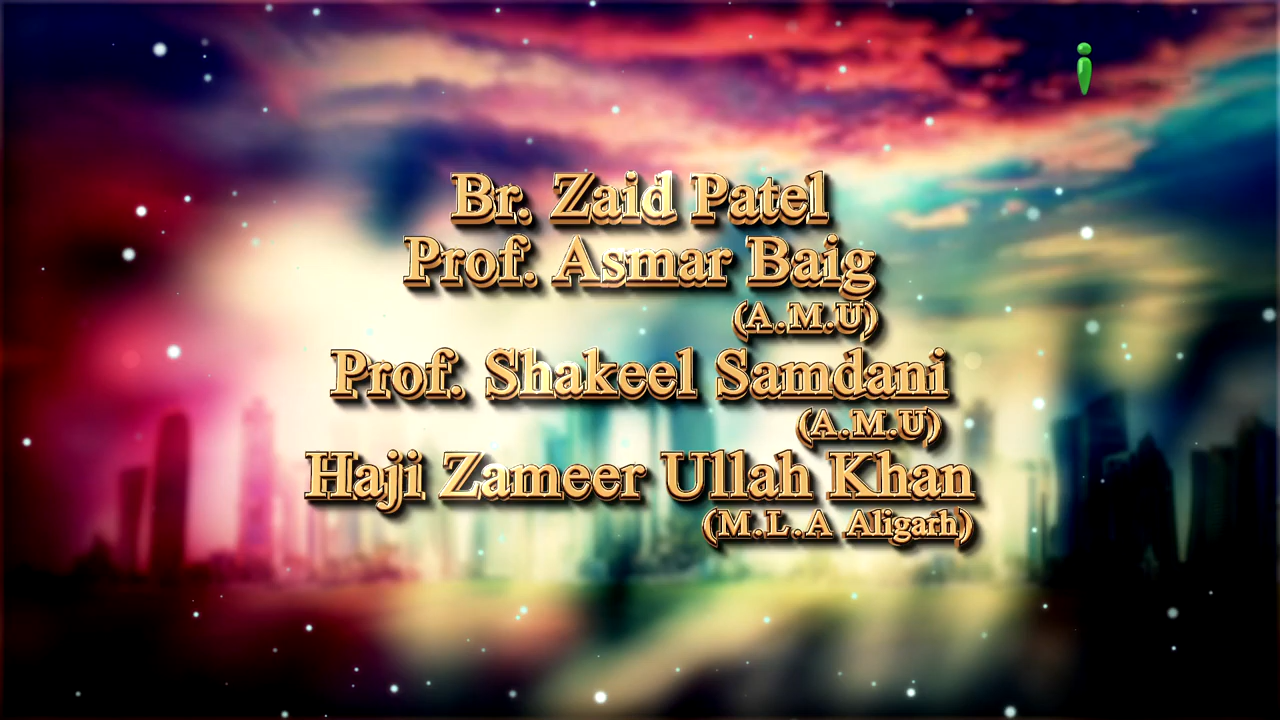 Br. Zaid Patel
Prof. Asmar Baig
(A.M.U)
Prof. Shakeel Samdani
(A.M.U)
Haji Zameer Ullah Khan
(M.L.A Aligarh)